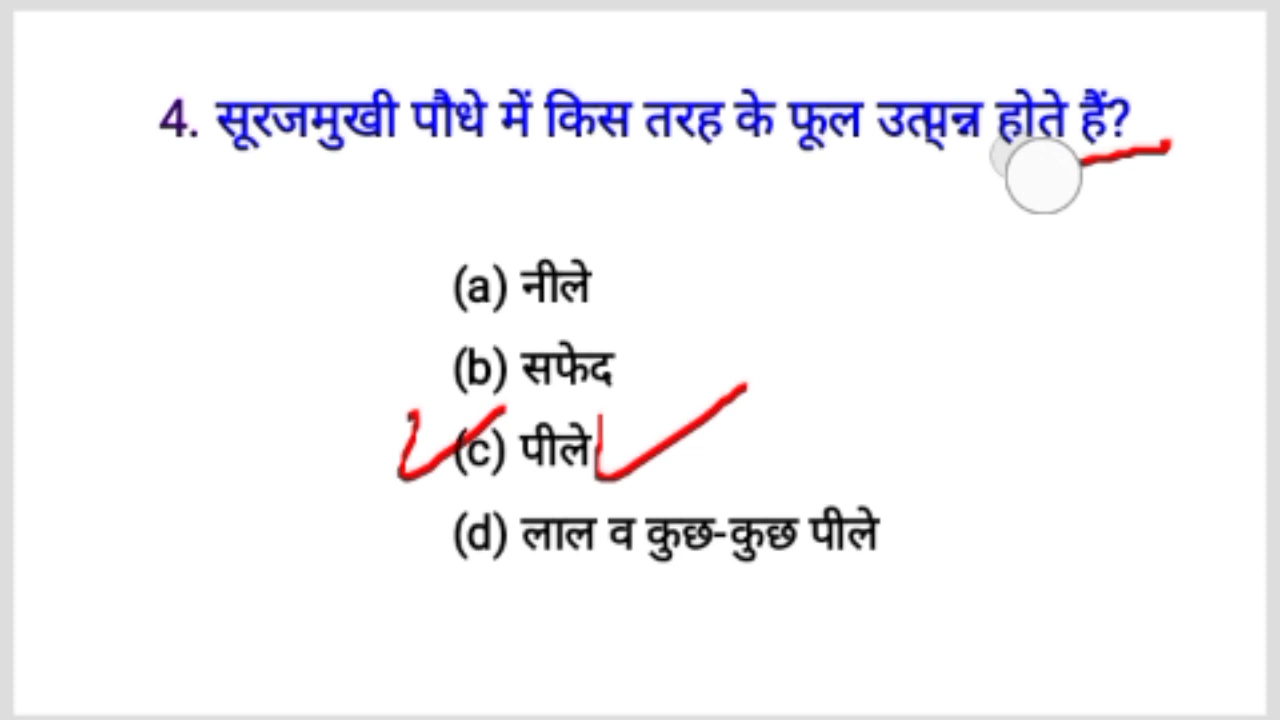 4. सूरजमुखी पौधे में किस तरह के फूल उत्पन्न होते हैं?
(a) नीले
(b) सफेद
(c) पीले
(d) लाल व कुछ-कुछ पीले